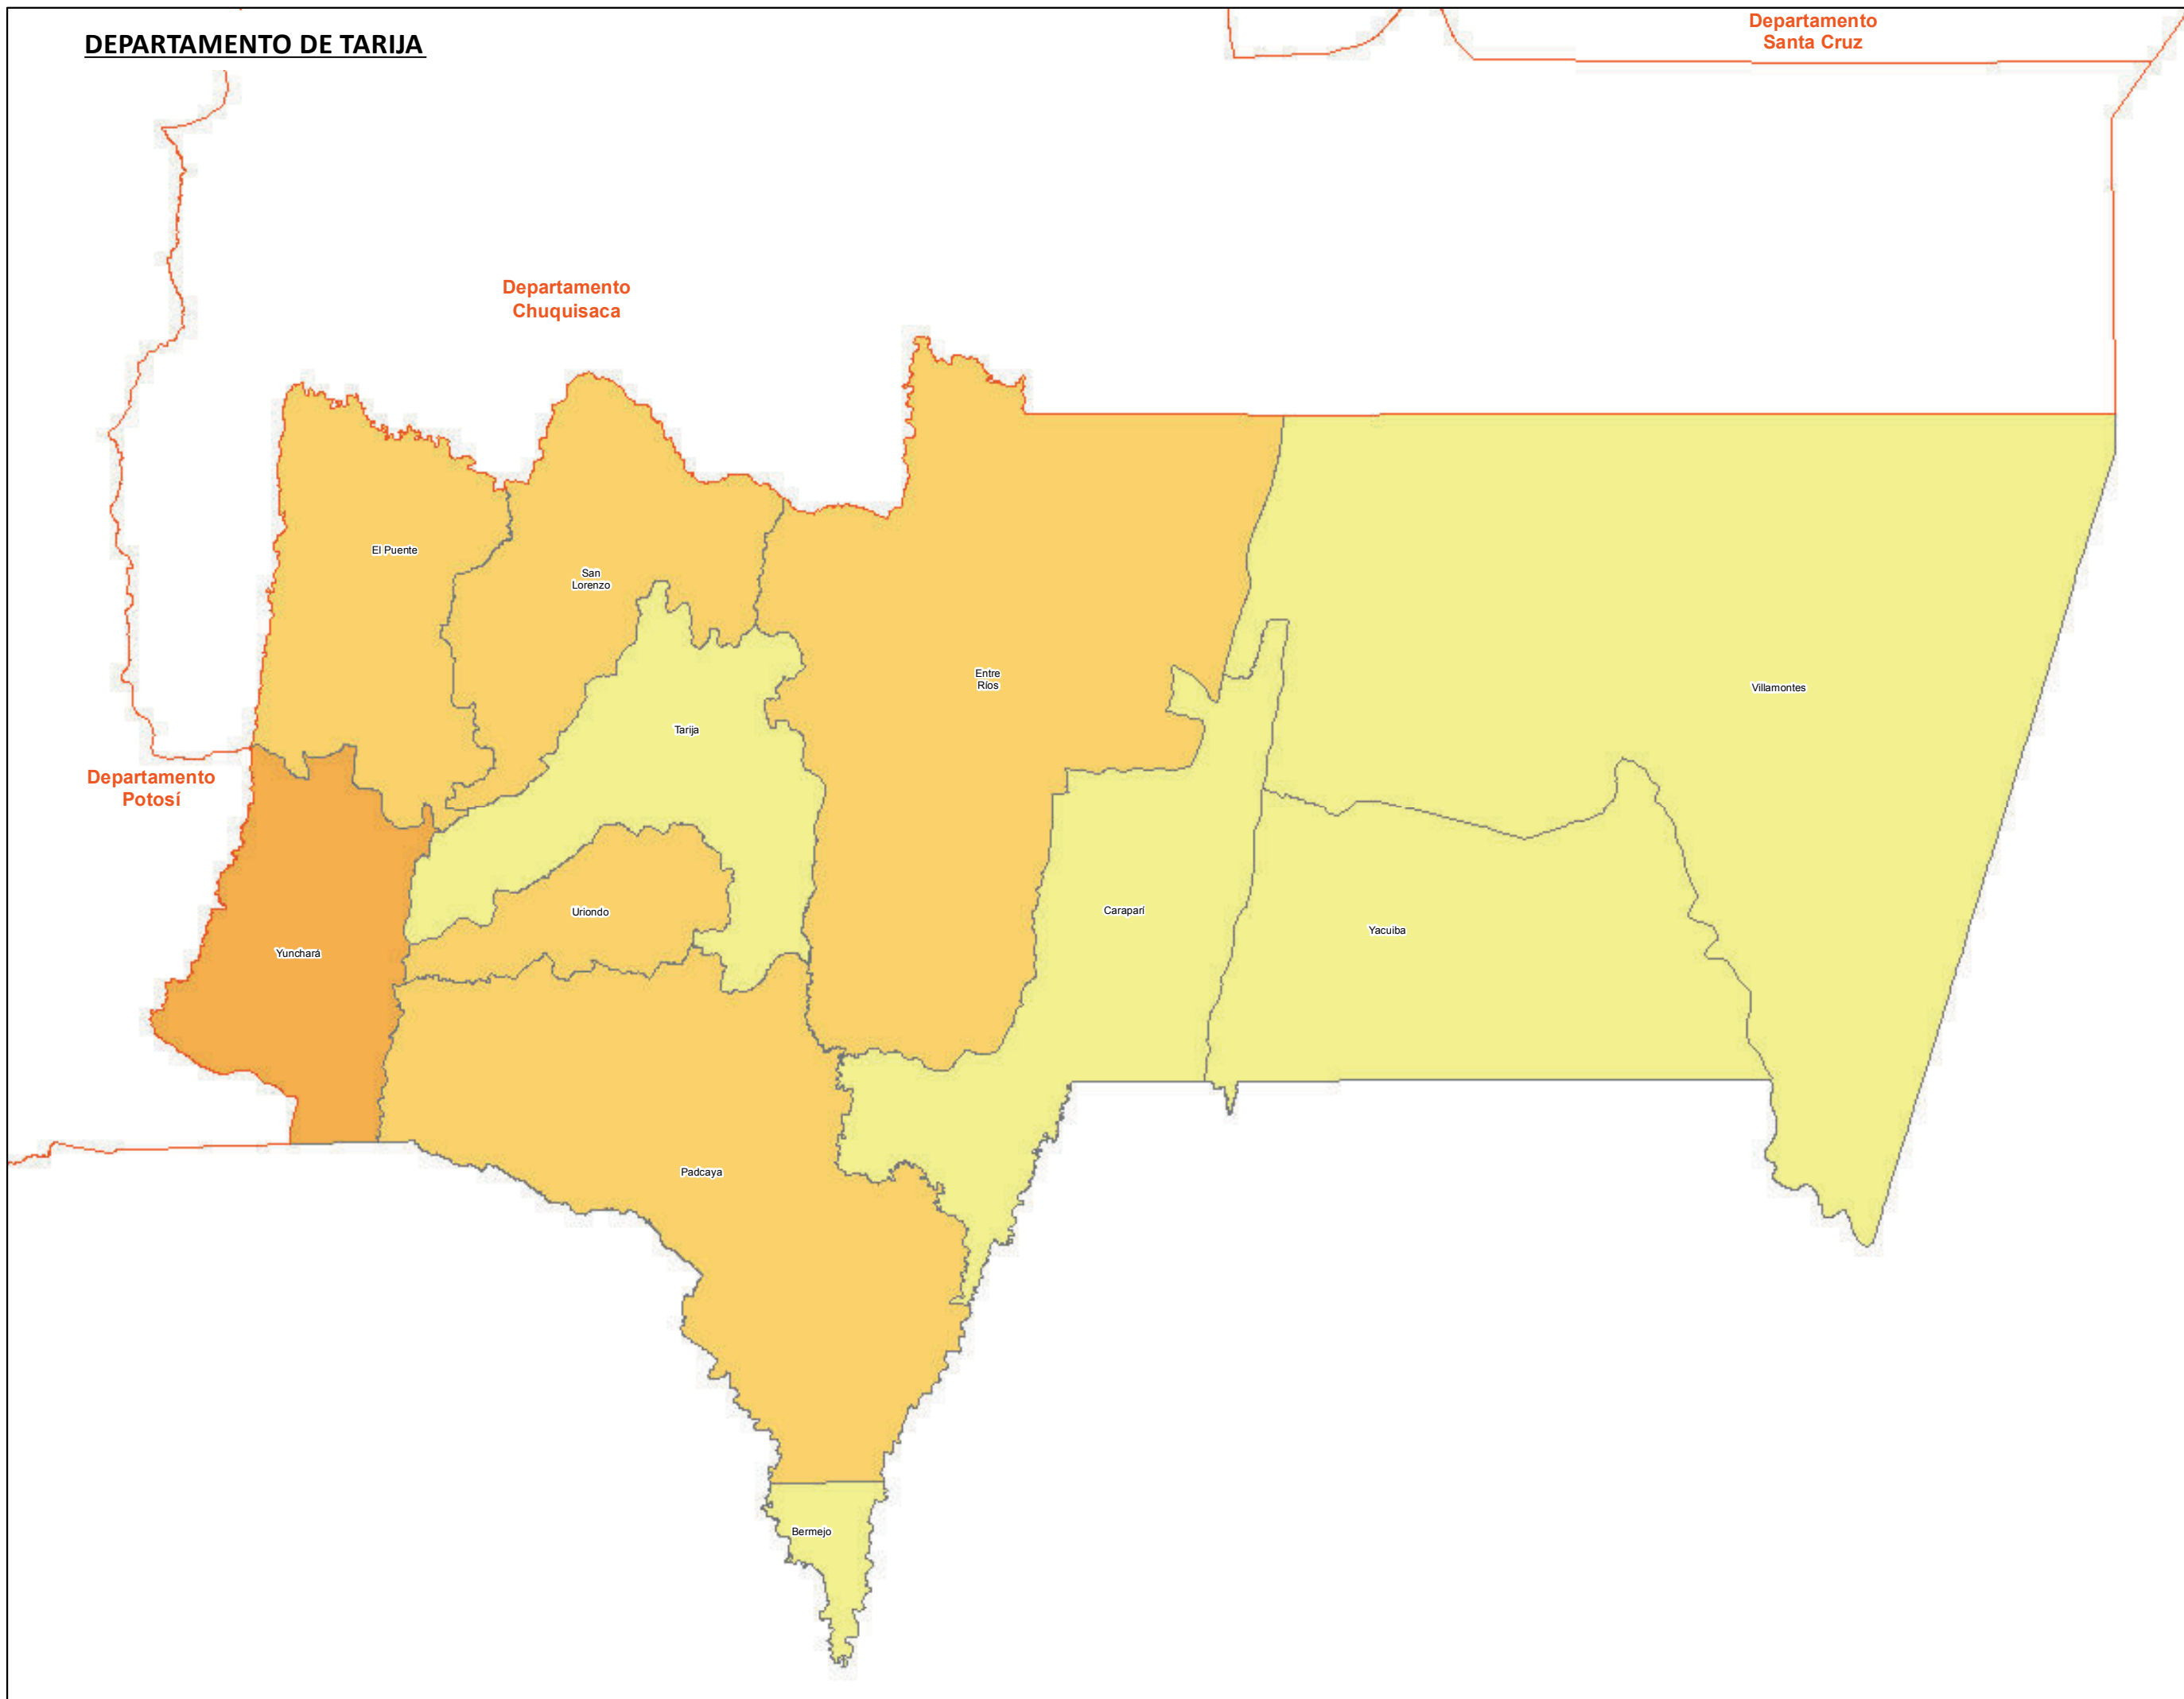 DEPARTAMENTO DE TARIJA
Departamento
Santa Cruz
Departamento
Chuquisaca
El Puente
San
Lorenzo
Entre
Ríos
Villamontes
Tarija
Departamento
Potosí
Uriondo
Caraparí
Yacuiba
Yunchará
Padcaya
Bermejo